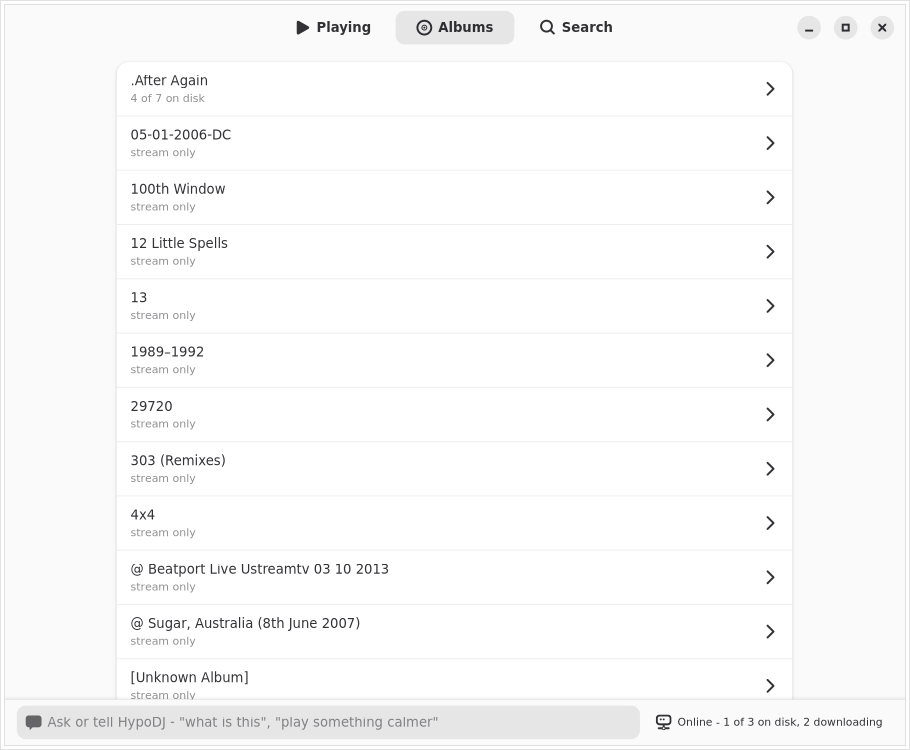 Playing
Albums
Search
.After Again
4 of 7 on disk
05-01-2006-DC
stream only
100th Window
stream only
12 Little Spells
stream only
13
stream only
1989–1992
stream only
29720
stream only
303 (Remixes)
stream only
4x4
stream only
@ Beatport Live Ustreamtv 03 10 2013
stream only
@ Sugar, Australia (8th June 2007)
stream only
[Unknown Album]
stream only
Ask or tell HypoDJ - "what is this", "play something calmer"
Online - 1 of 3 on disk, 2 downloading